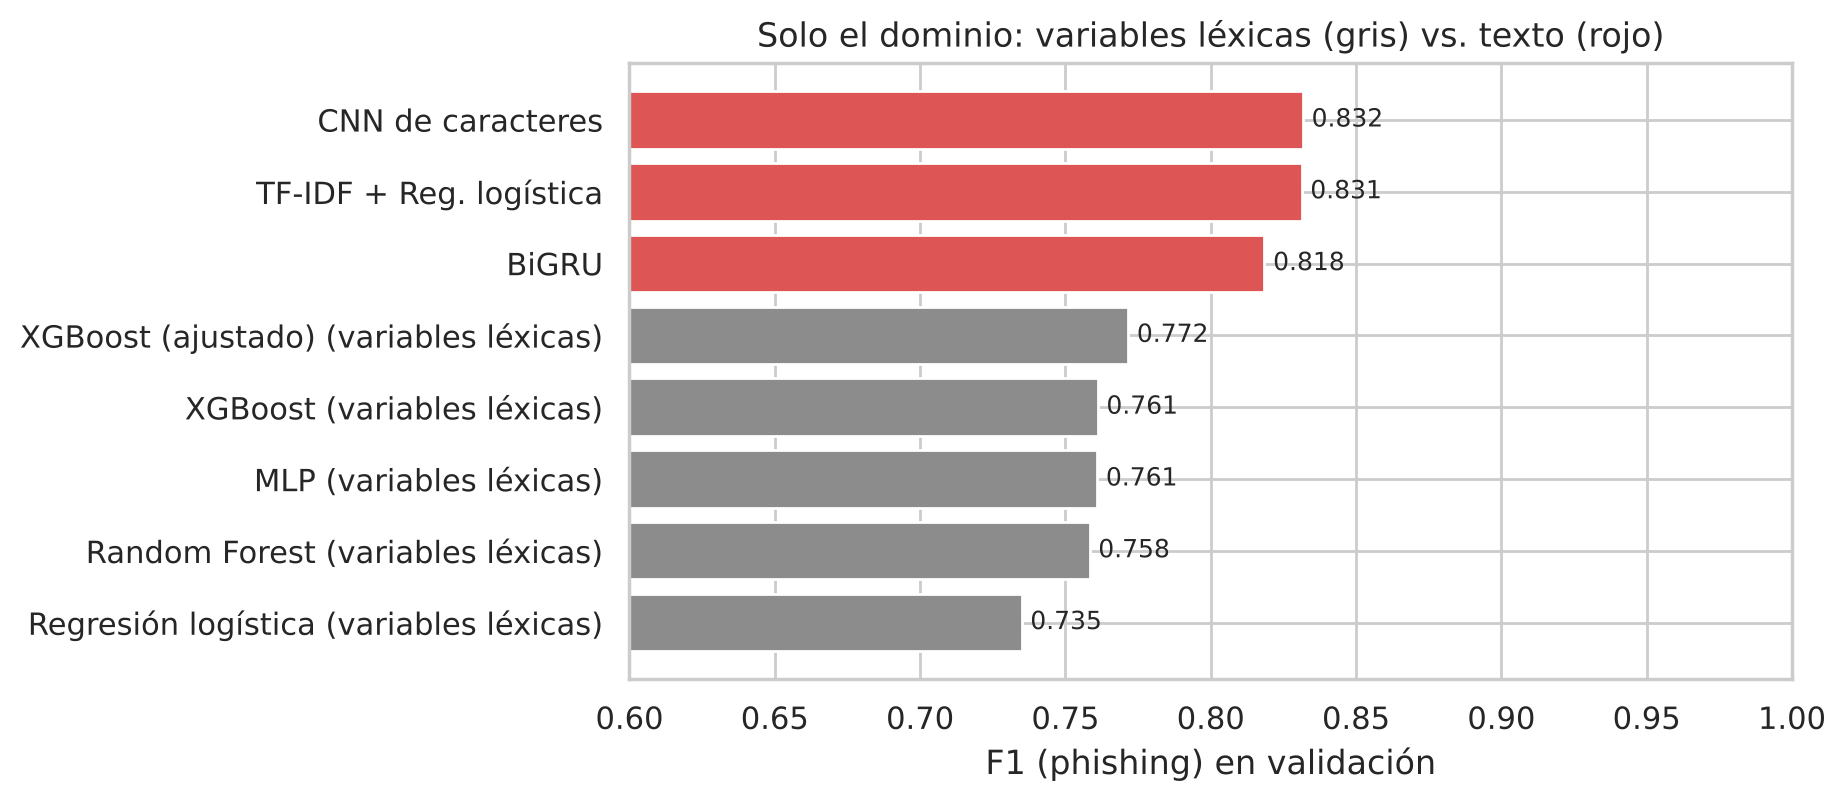 Solo el dominio: variables léxicas (gris) vs. texto (rojo)
CNN de caracteres 0.832
TF-IDF + Reg. logística 0.831
BiGRU 0.818
XGBoost (ajustado) (variables léxicas) 0.772
XGBoost (variables léxicas) 0.761
MLP (variables léxicas) 0.761
Random Forest (variables léxicas) 0.758
Regresión logística (variables léxicas) 0.735
0.60 0.65 0.70 0.75 0.80 0.85 0.90 0.95 1.00
F1 (phishing) en validación